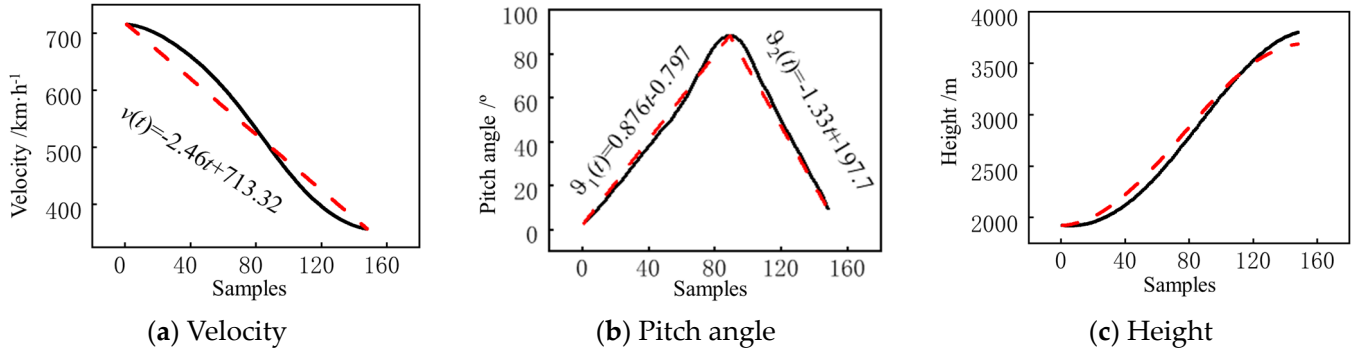 700
600
500
400
Velocity /km·h⁻¹
v(t)=-2.46t+713.32
0 40 80 120 160
Samples
(a) Velocity
100
80
60
40
20
0
Pitch angle /°
ϑ₁(t)=0.876t-0.797
ϑ₂(t)=-1.33t+197.7
0 40 80 120 160
Samples
(b) Pitch angle
4000
3500
3000
2500
2000
Height /m
0 40 80 120 160
Samples
(c) Height